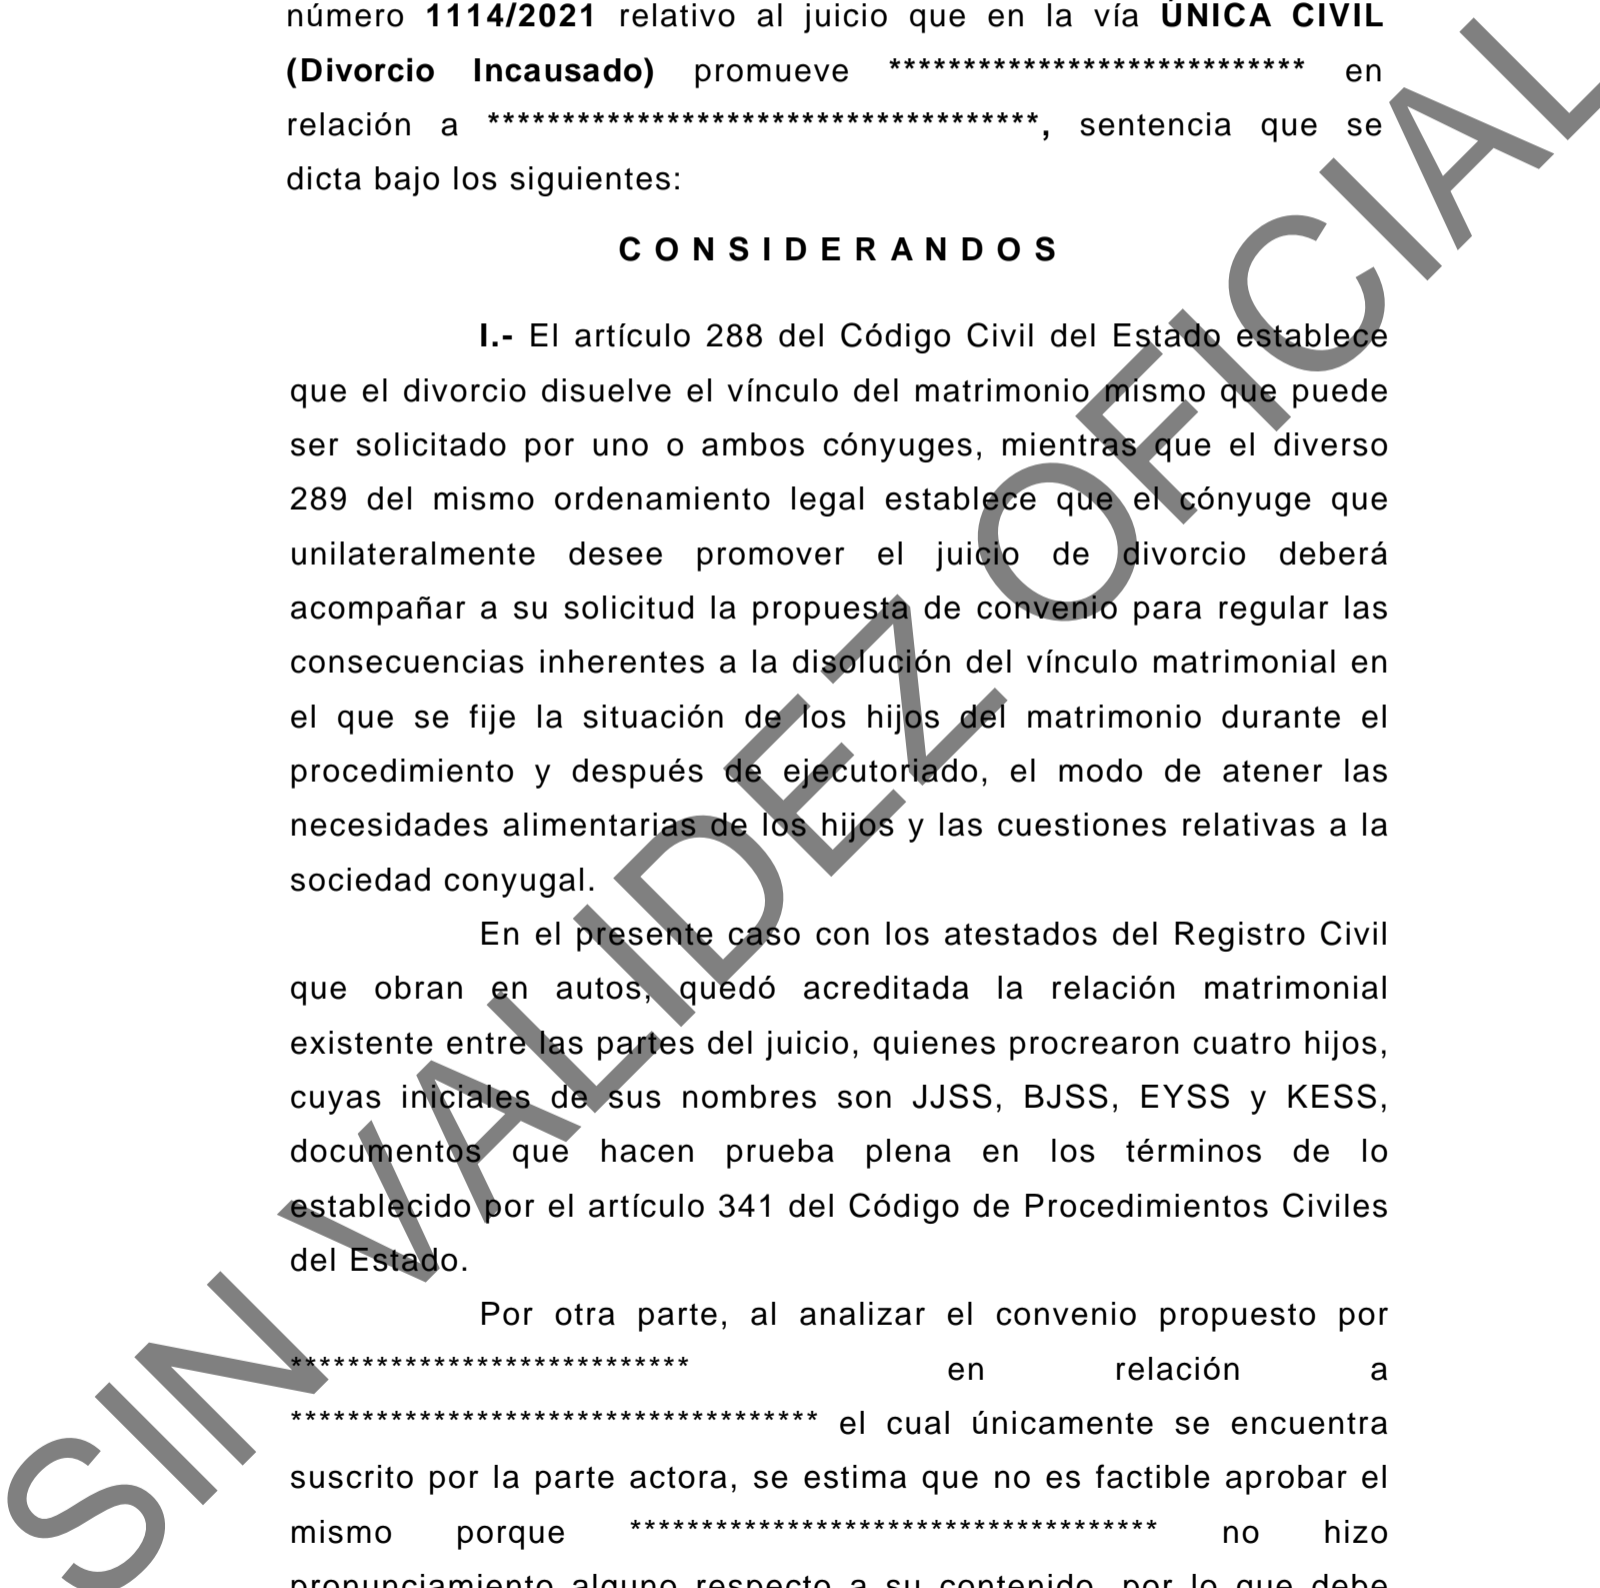 número 1114/2021 relativo al juicio que en la vía ÚNICA CIVIL
(Divorcio Incausado) promueve **************************** en
relación a *************************************, sentencia que se
dicta bajo los siguientes:
C O N S I D E R A N D O S
I.- El artículo 288 del Código Civil del Estado establece
que el divorcio disuelve el vínculo del matrimonio mismo que puede
ser solicitado por uno o ambos cónyuges, mientras que el diverso
289 del mismo ordenamiento legal establece que el cónyuge que
unilateralmente desee promover el juicio de divorcio deberá
acompañar a su solicitud la propuesta de convenio para regular las
consecuencias inherentes a la disolución del vínculo matrimonial en
el que se fije la situación de los hijos del matrimonio durante el
procedimiento y después de ejecutoriado, el modo de atener las
necesidades alimentarias de los hijos y las cuestiones relativas a la
sociedad conyugal.
En el presente caso con los atestados del Registro Civil
que obran en autos, quedó acreditada la relación matrimonial
existente entre las partes del juicio, quienes procrearon cuatro hijos,
cuyas iniciales de sus nombres son JJSS, BJSS, EYSS y KESS,
documentos que hacen prueba plena en los términos de lo
establecido por el artículo 341 del Código de Procedimientos Civiles
del Estado.
Por otra parte, al analizar el convenio propuesto por
**************************** en relación a
************************************* el cual únicamente se encuentra
suscrito por la parte actora, se estima que no es factible aprobar el
mismo porque ************************************* no hizo
pronunciamiento alguno respecto a su contenido, por lo que debe
SIN VALIDEZ OFICIAL